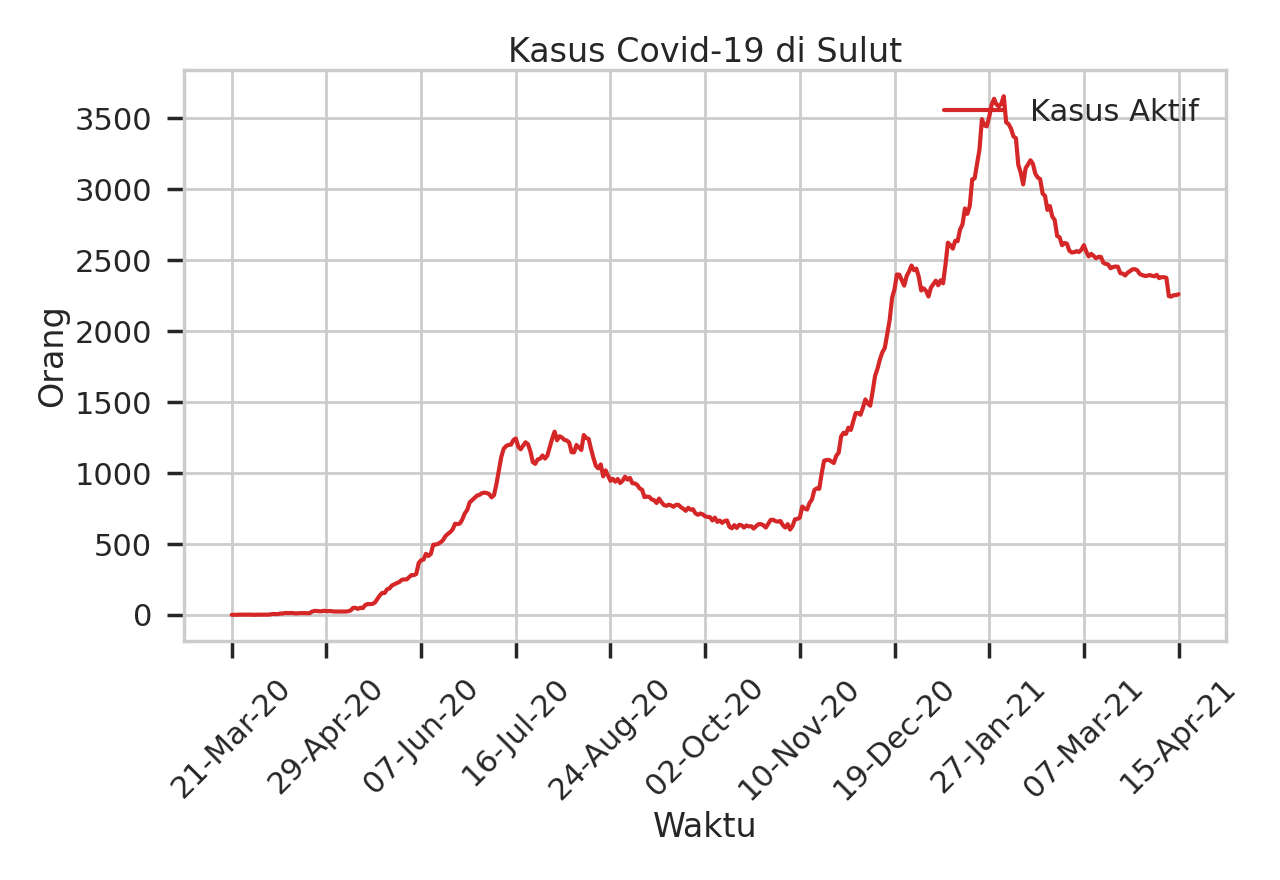 Kasus Covid-19 di Sulut
Kasus Aktif
Orang
3500
3000
2500
2000
1500
1000
500
0
21-Mar-20
29-Apr-20
07-Jun-20
16-Jul-20
24-Aug-20
02-Oct-20
10-Nov-20
19-Dec-20
27-Jan-21
07-Mar-21
15-Apr-21
Waktu